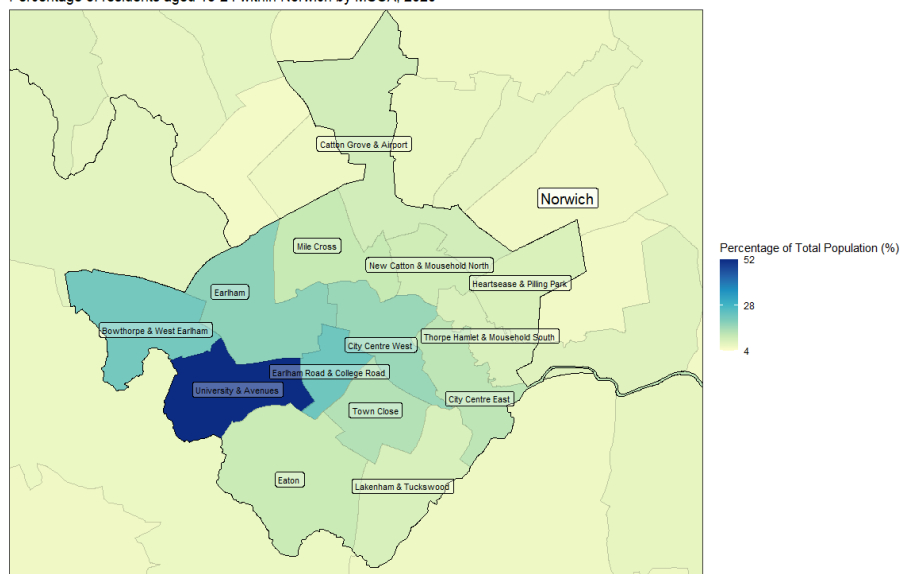 Catton Grove & Airport
Norwich
Mile Cross
New Catton & Mousehold North
Heartsease & Pilling Park
Earlham
Bowthorpe & West Earlham
Thorpe Hamlet & Mousehold South
City Centre West
Earlham Road & College Road
University & Avenues
City Centre East
Town Close
Eaton
Lakenham & Tuckswood
Percentage of Total Population (%)
52
28
4